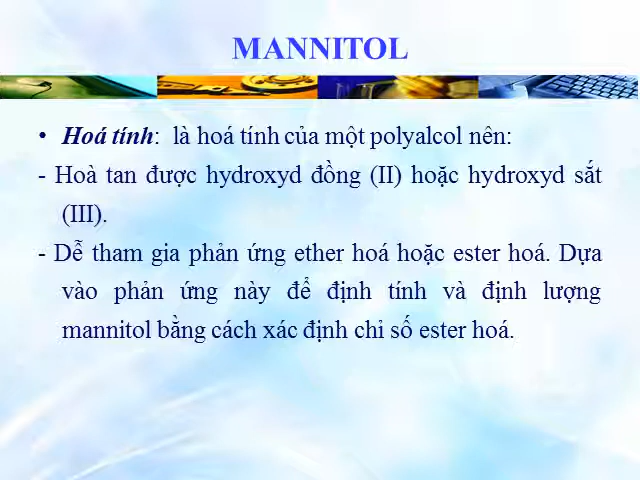 MANNITOL
• Hoá tính: là hoá tính của một polyalcol nên:
- Hoà tan được hydroxyd đồng (II) hoặc hydroxyd sắt
(III).
- Dễ tham gia phản ứng ether hoá hoặc ester hoá. Dựa
vào phản ứng này để định tính và định lượng
mannitol bằng cách xác định chỉ số ester hoá.